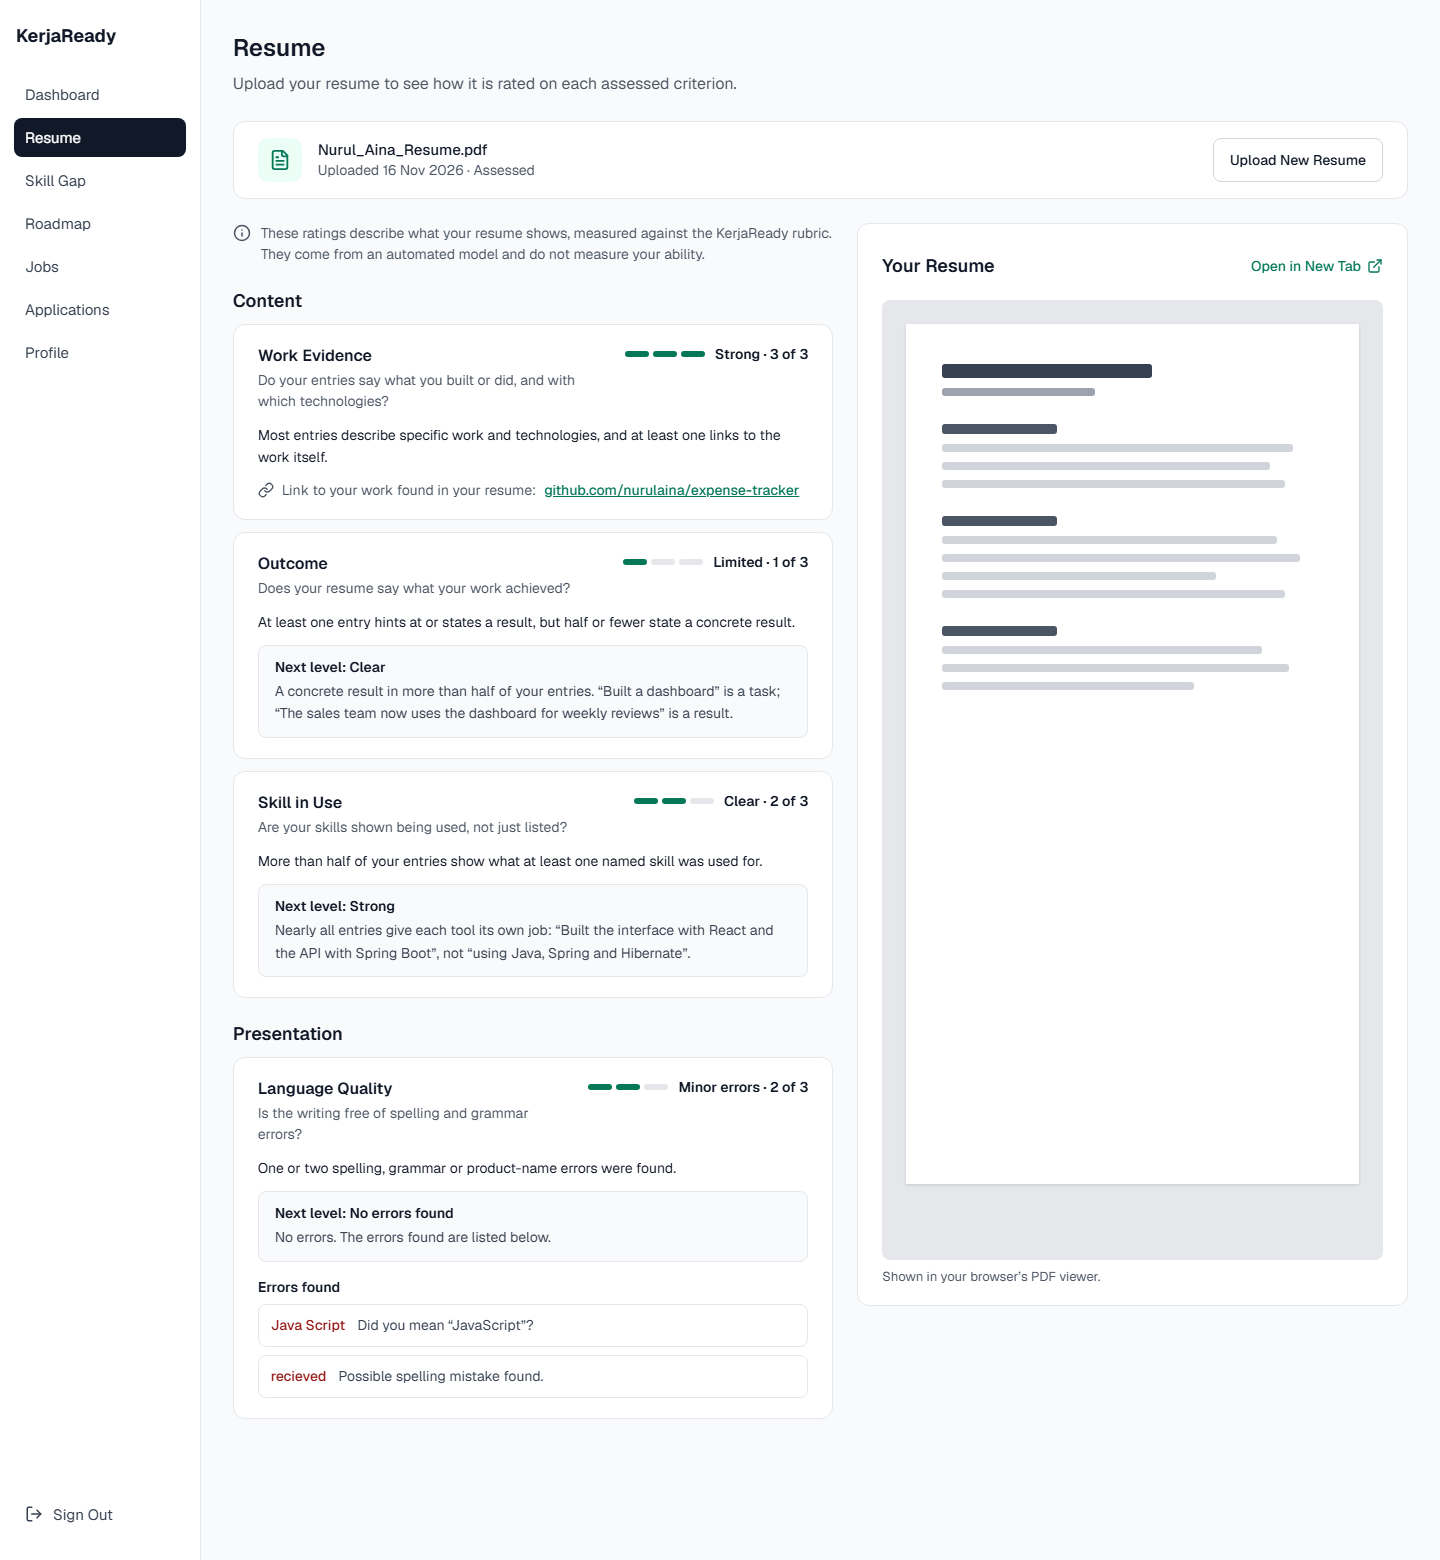 KerjaReady
Dashboard
Resume
Skill Gap
Roadmap
Jobs
Applications
Profile
Sign Out
Resume
Upload your resume to see how it is rated on each assessed criterion.
Nurul_Aina_Resume.pdf
Uploaded 16 Nov 2026 · Assessed
Upload New Resume
These ratings describe what your resume shows, measured against the KerjaReady rubric.
They come from an automated model and do not measure your ability.
Content
Work Evidence
Strong · 3 of 3
Do your entries say what you built or did, and with
which technologies?
Most entries describe specific work and technologies, and at least one links to the
work itself.
Link to your work found in your resume: github.com/nurulaina/expense-tracker
Outcome
Limited · 1 of 3
Does your resume say what your work achieved?
At least one entry hints at or states a result, but half or fewer state a concrete result.
Next level: Clear
A concrete result in more than half of your entries. “Built a dashboard” is a task;
“The sales team now uses the dashboard for weekly reviews” is a result.
Skill in Use
Clear · 2 of 3
Are your skills shown being used, not just listed?
More than half of your entries show what at least one named skill was used for.
Next level: Strong
Nearly all entries give each tool its own job: “Built the interface with React and
the API with Spring Boot”, not “using Java, Spring and Hibernate”.
Presentation
Language Quality
Minor errors · 2 of 3
Is the writing free of spelling and grammar
errors?
One or two spelling, grammar or product-name errors were found.
Next level: No errors found
No errors. The errors found are listed below.
Errors found
Java Script Did you mean “JavaScript”?
recieved Possible spelling mistake found.
Your Resume
Open in New Tab
Shown in your browser’s PDF viewer.